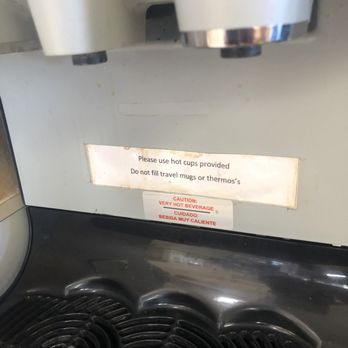 Please use hot cups provided
Do not fill travel mugs or thermos's
CAUTION:
VERY HOT BEVERAGE
CUIDADO:
BEBIDA MUY CALIENTE